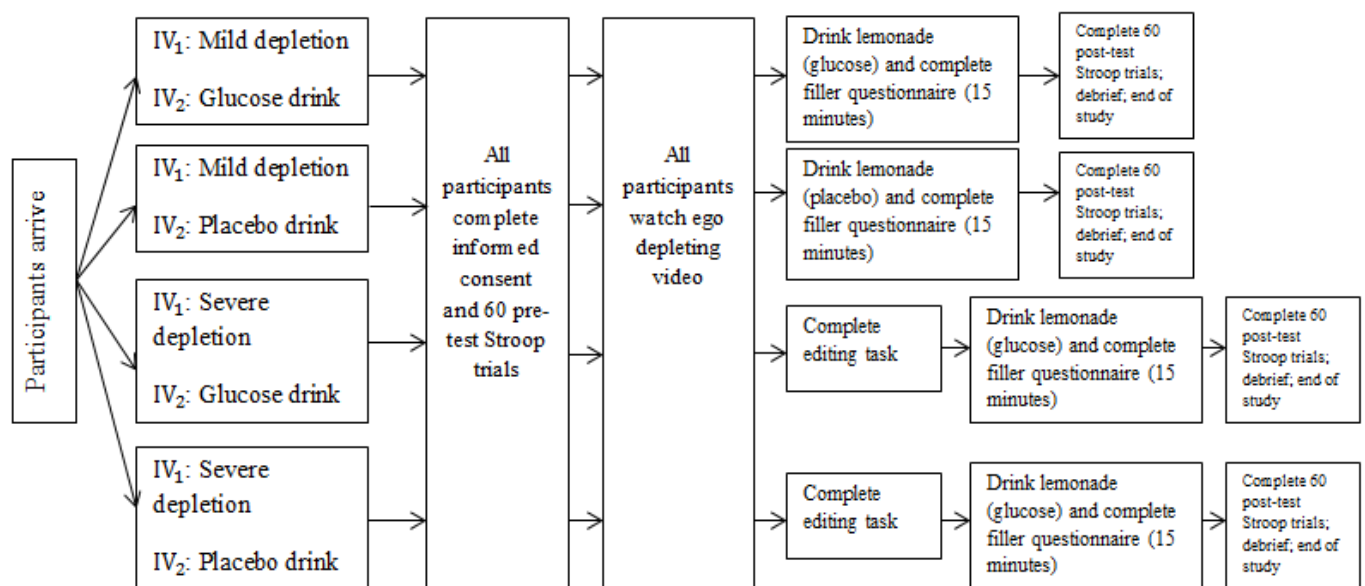 Participants arrive
IV₁: Mild depletion
IV₂: Glucose drink
IV₁: Mild depletion
IV₂: Placebo drink
IV₁: Severe
depletion
IV₂: Glucose drink
IV₁: Severe
depletion
IV₂: Placebo drink
All
participants
complete
informed
consent
and 60 pre-
test Stroop
trials
All
participants
watch ego
depleting
video
Drink lemonade
(glucose) and complete
filler questionnaire (15
minutes)
Complete 60
post-test
Stroop trials;
debrief; end of
study
Drink lemonade
(placebo) and complete
filler questionnaire (15
minutes)
Complete 60
post-test
Stroop trials;
debrief; end of
study
Complete
editing task
Drink lemonade
(glucose) and complete
filler questionnaire (15
minutes)
Complete 60
post-test
Stroop trials;
debrief; end of
study
Complete
editing task
Drink lemonade
(glucose) and complete
filler questionnaire (15
minutes)
Complete 60
post-test
Stroop trials;
debrief; end of
study